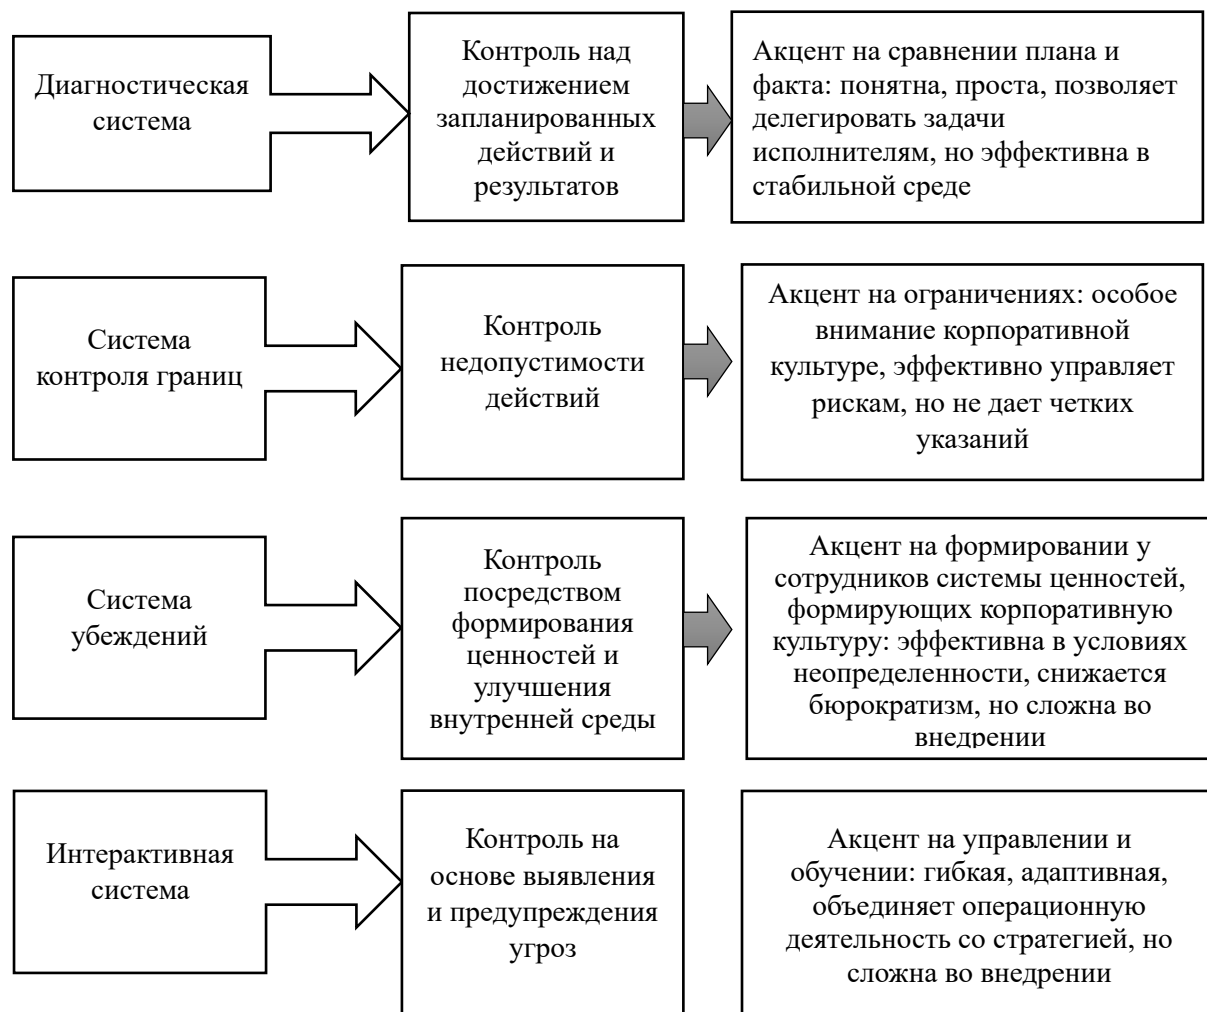 Диагностическая
система
Контроль над
достижением
запланированных
действий и
результатов
Акцент на сравнении плана и
факта: понятна, проста, позволяет
делегировать задачи
исполнителям, но эффективна в
стабильной среде
Система
контроля границ
Контроль
недопустимости
действий
Акцент на ограничениях: особое
внимание корпоративной
культуре, эффективно управляет
рискам, но не дает четких
указаний
Система
убеждений
Контроль
посредством
формирования
ценностей и
улучшения
внутренней среды
Акцент на формировании у
сотрудников системы ценностей,
формирующих корпоративную
культуру: эффективна в условиях
неопределенности, снижается
бюрократизм, но сложна во
внедрении
Интерактивная
система
Контроль на
основе выявления
и предупреждения
угроз
Акцент на управлении и
обучении: гибкая, адаптивная,
объединяет операционную
деятельность со стратегией, но
сложна во внедрении